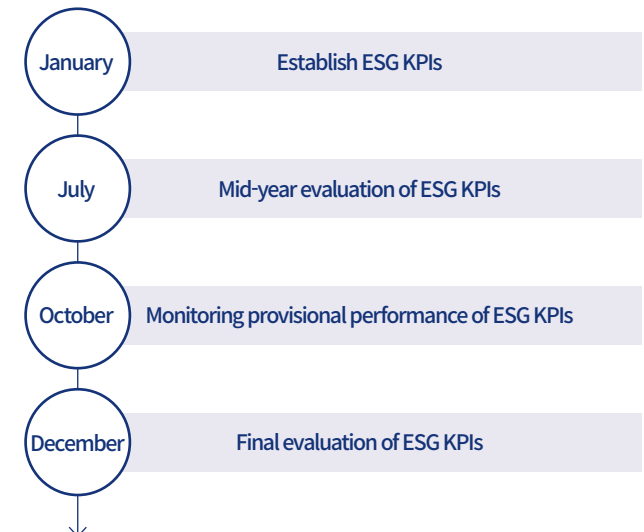 January
Establish ESG KPIs
July
Mid-year evaluation of ESG KPIs
October
Monitoring provisional performance of ESG KPIs
December
Final evaluation of ESG KPIs